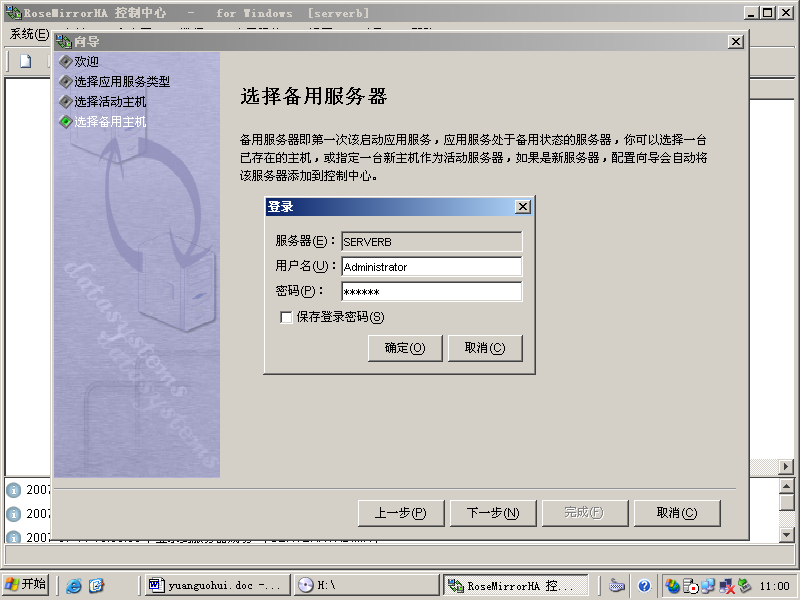 RoseMirrorHA 控制中心 - for Windows [serverb]
系统(E)
向导
欢迎
选择应用服务类型
选择活动主机
选择备用主机
选择备用服务器
备用服务器即第一次该启动应用服务，应用服务处于备用状态的服务器，你可以选择一台
已存在的主机，或指定一台新主机作为活动服务器，如果是新服务器，配置向导会自动将
该服务器添加到控制中心。
登录
服务器(E)： SERVERB
用户名(U)： Administrator
密码(P)： ******
保存登录密码(S)
确定(O) 取消(C)
datasystems
datasystems
2007
2007
2007
上一步(P) 下一步(N) 完成(F) 取消(C)
开始 yuanguohui.doc -... H:\ RoseMirrorHA 控... 11:00